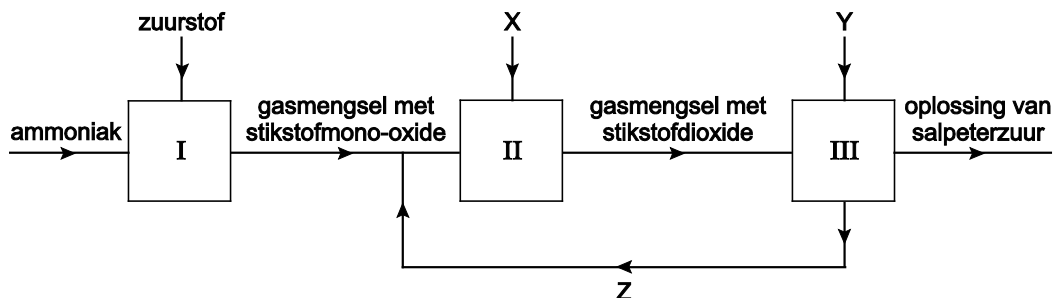 zuurstof
X
Y
ammoniak
I
gasmengsel met
stikstofmono-oxide
II
gasmengsel met
stikstofdioxide
III
oplossing van
salpeterzuur
Z